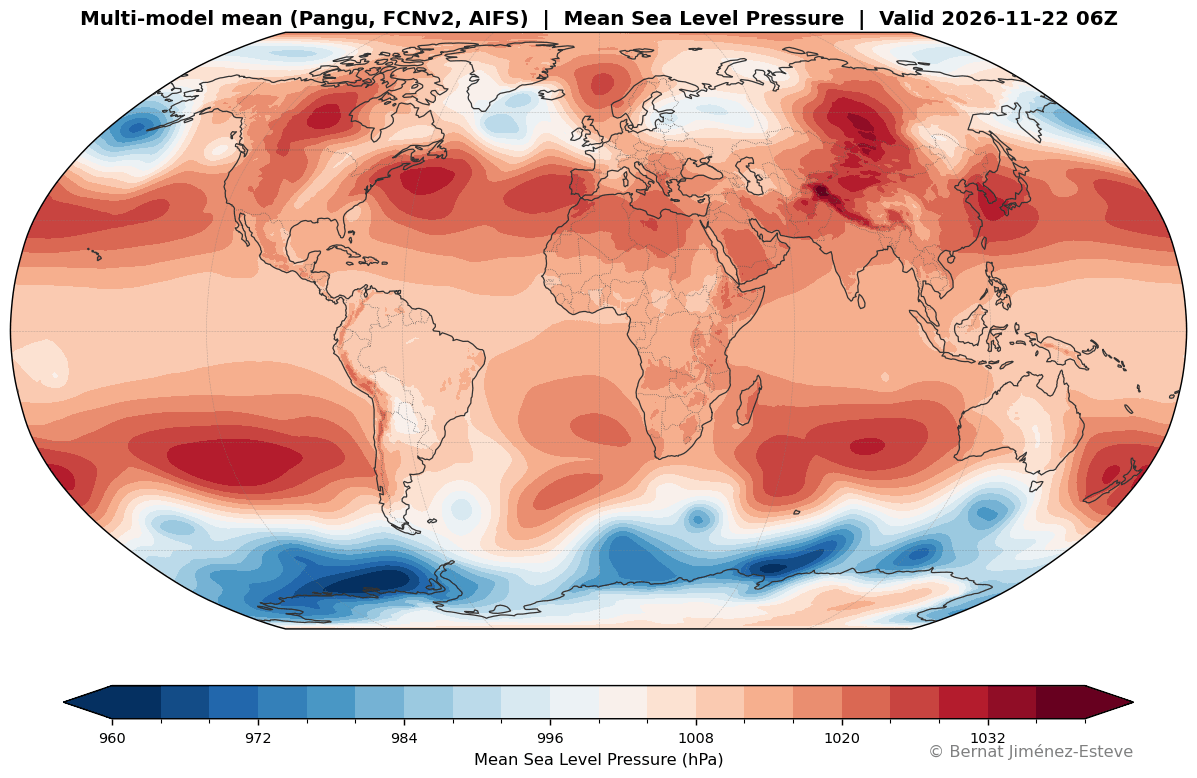 Multi-model mean (Pangu, FCNv2, AIFS)  |  Mean Sea Level Pressure  |  Valid 2026-11-22 06Z
960 972 984 996 1008 1020 1032
Mean Sea Level Pressure (hPa)
© Bernat Jiménez-Esteve